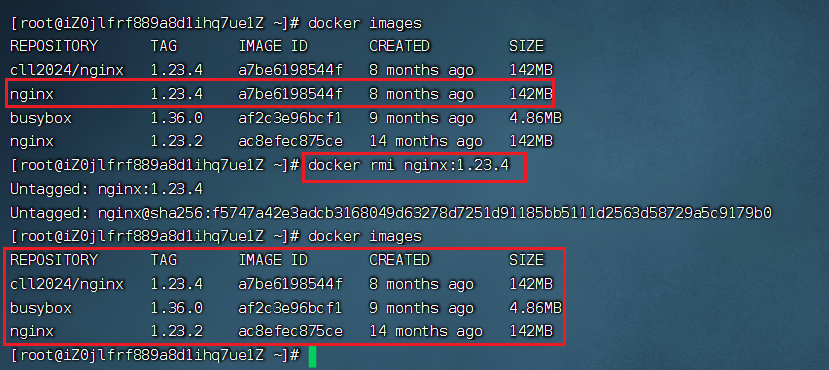 [root@iZ0jlfrf889a8d1ihq7ue1Z ~]# docker images
REPOSITORY TAG IMAGE ID CREATED SIZE
cll2024/nginx 1.23.4 a7be6198544f 8 months ago 142MB
nginx 1.23.4 a7be6198544f 8 months ago 142MB
busybox 1.36.0 af2c3e96bcf1 9 months ago 4.86MB
nginx 1.23.2 ac8efec875ce 14 months ago 142MB
[root@iZ0jlfrf889a8d1ihq7ue1Z ~]# docker rmi nginx:1.23.4
Untagged: nginx:1.23.4
Untagged: nginx@sha256:f5747a42e3adcb3168049d63278d7251d91185bb5111d2563d58729a5c9179b0
[root@iZ0jlfrf889a8d1ihq7ue1Z ~]# docker images
REPOSITORY TAG IMAGE ID CREATED SIZE
cll2024/nginx 1.23.4 a7be6198544f 8 months ago 142MB
busybox 1.36.0 af2c3e96bcf1 9 months ago 4.86MB
nginx 1.23.2 ac8efec875ce 14 months ago 142MB
[root@iZ0jlfrf889a8d1ihq7ue1Z ~]#